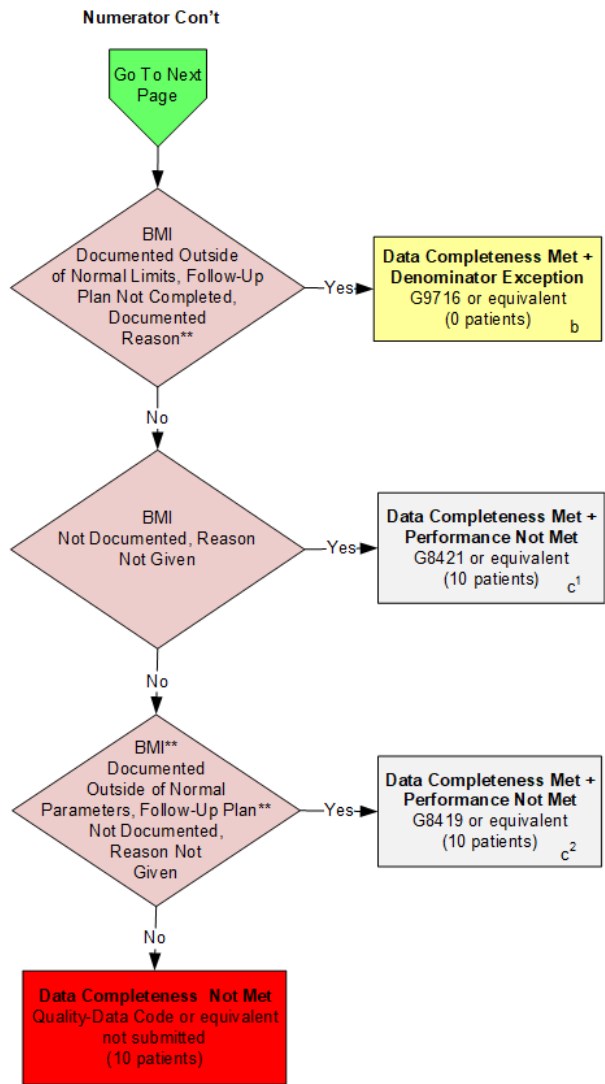 Numerator Con't
Go To Next
Page
BMI
Documented Outside
of Normal Limits, Follow-Up
Plan Not Completed,
Documented
Reason**
Yes
Data Completeness Met +
Denominator Exception
G9716 or equivalent
(0 patients)
b
No
BMI
Not Documented, Reason
Not Given
Yes
Data Completeness Met +
Performance Not Met
G8421 or equivalent
(10 patients)
c¹
No
BMI**
Documented
Outside of Normal
Parameters, Follow-Up Plan**
Not Documented,
Reason Not
Given
Yes
Data Completeness Met +
Performance Not Met
G8419 or equivalent
(10 patients)
c²
No
Data Completeness Not Met
Quality-Data Code or equivalent
not submitted
(10 patients)